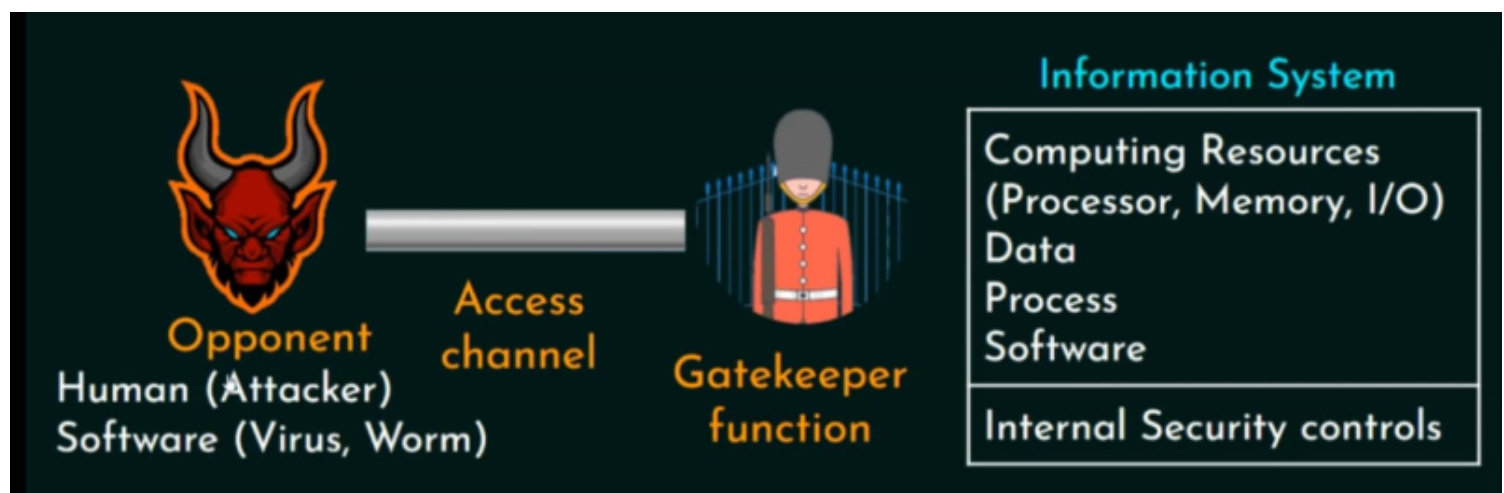 Information System
Computing Resources
(Processor, Memory, I/O)
Data
Process
Software
Internal Security controls
Access
channel
Opponent
Human (Attacker)
Software (Virus, Worm)
Gatekeeper
function